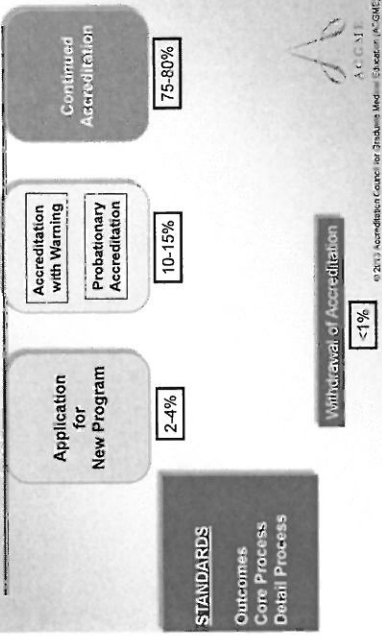 Application
for
New Program
2-4%
Accreditation
with Warning
Probationary
Accreditation
10-15%
Continued
Accreditation
75-80%
STANDARDS
Outcomes
Core Process
Detail Process
Withdrawal of Accreditation
<1%
ACGME
© 2013 Accreditation Council for Graduate Medical Education (ACGME)